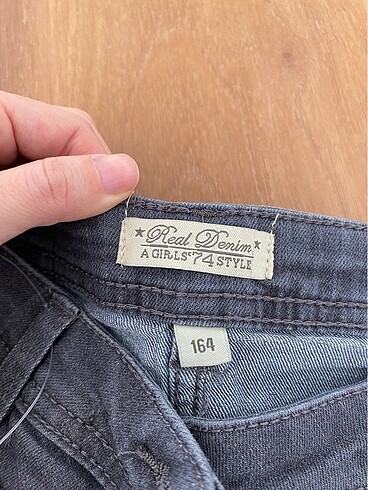 ★ Real Denim ★
A GIRLS' 74 STYLE
164